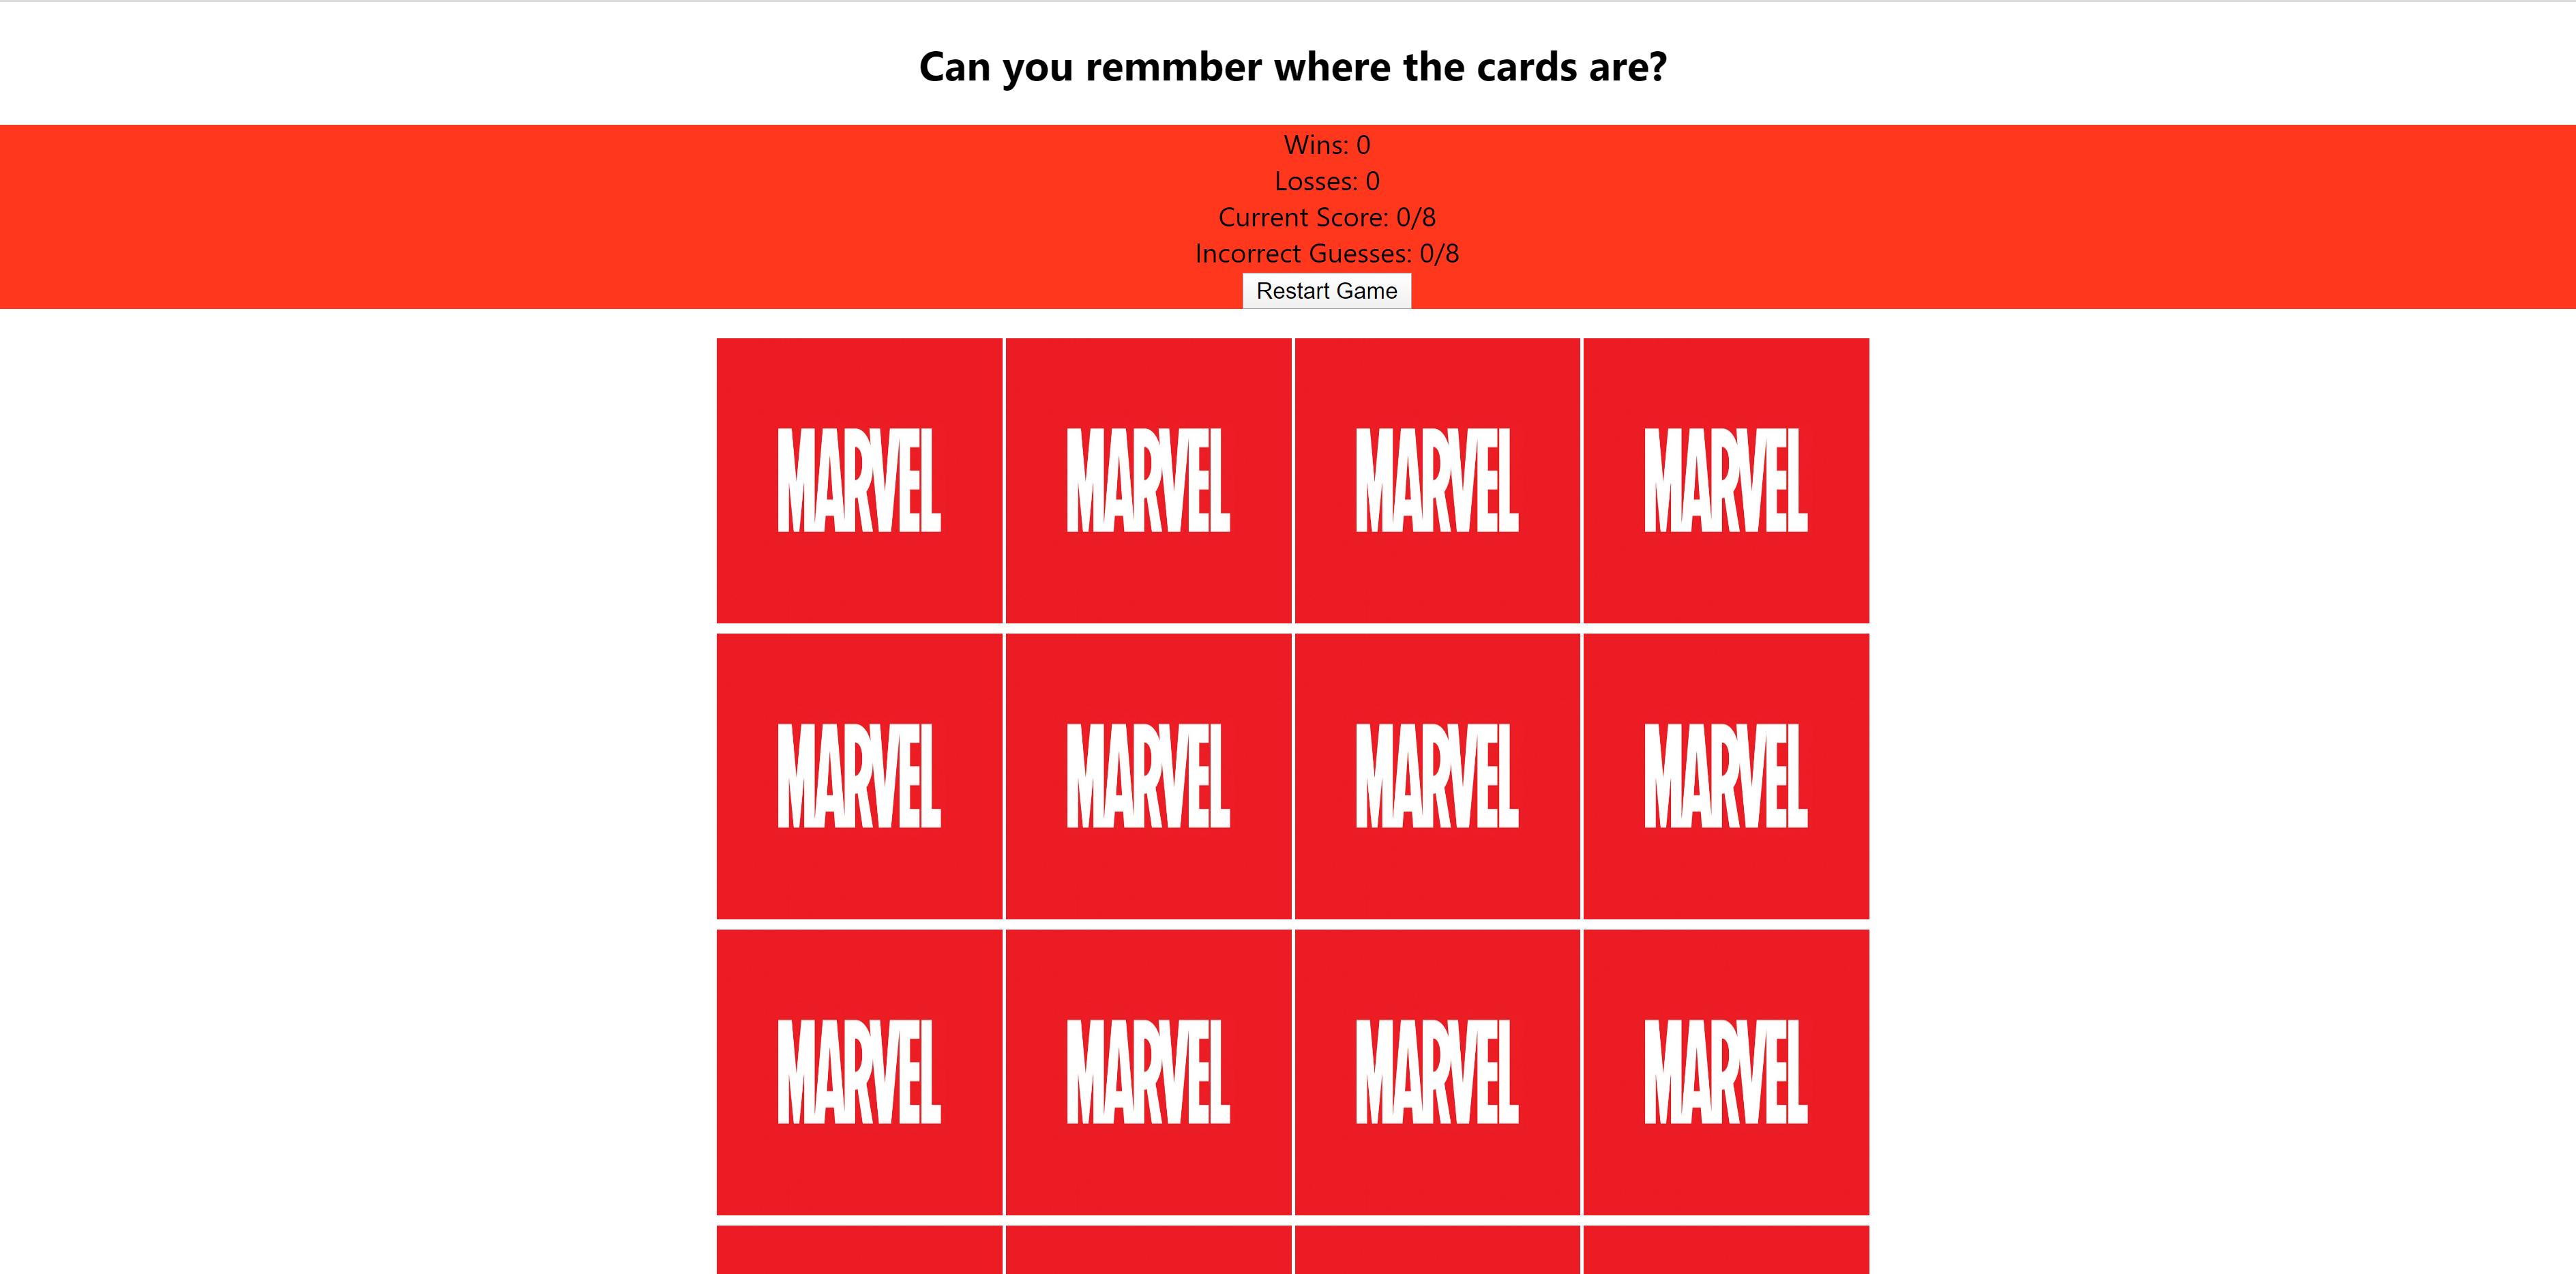 Can you remmber where the cards are?
Wins: 0
Losses: 0
Current Score: 0/8
Incorrect Guesses: 0/8
Restart Game
MARVEL MARVEL MARVEL MARVEL
MARVEL MARVEL MARVEL MARVEL
MARVEL MARVEL MARVEL MARVEL